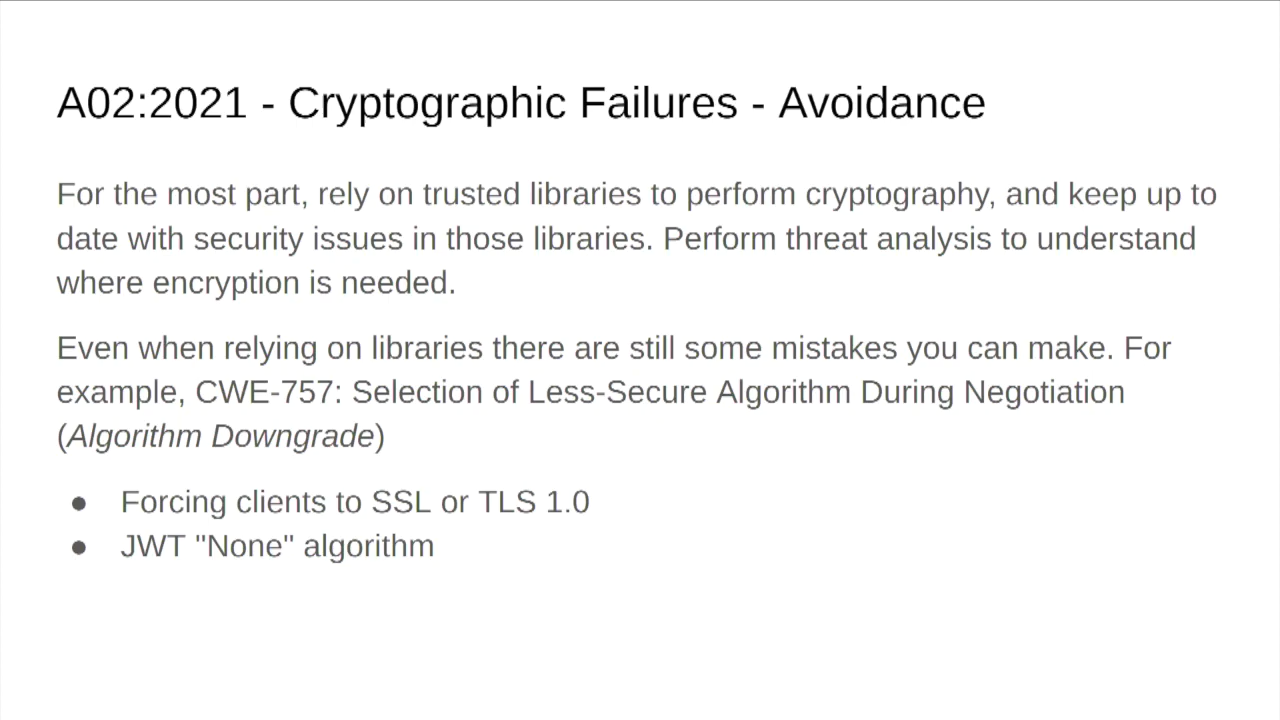 A02:2021 - Cryptographic Failures - Avoidance
For the most part, rely on trusted libraries to perform cryptography, and keep up to
date with security issues in those libraries. Perform threat analysis to understand
where encryption is needed.
Even when relying on libraries there are still some mistakes you can make. For
example, CWE-757: Selection of Less-Secure Algorithm During Negotiation
(Algorithm Downgrade)
● Forcing clients to SSL or TLS 1.0
● JWT "None" algorithm